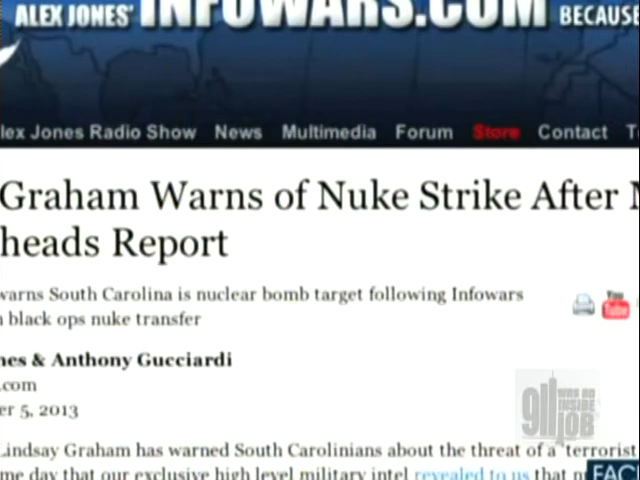 ALEX JONES' INFOWARS.COM BECAUSE
lex Jones Radio Show News Multimedia Forum Store Contact T
Graham Warns of Nuke Strike After
heads Report
warns South Carolina is nuclear bomb target following Infowars
black ops nuke transfer
You
Tube
nes & Anthony Gucciardi
.com
er 5, 2013
911 WAS AN
INSIDE
JOB
Lindsay Graham has warned South Carolinians about the threat of a 'terrorist
me day that our exclusive high level military intel revealed to us that
FAC